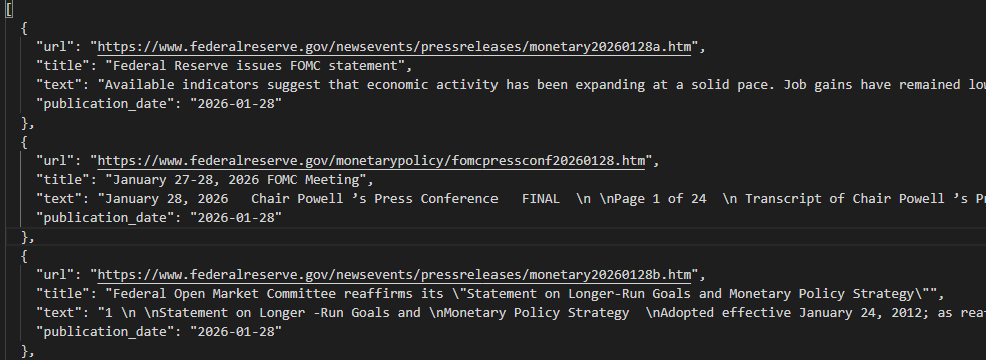 [
{
"url": "https://www.federalreserve.gov/newsevents/pressreleases/monetary20260128a.htm",
"title": "Federal Reserve issues FOMC statement",
"text": "Available indicators suggest that economic activity has been expanding at a solid pace. Job gains have remained
"publication_date": "2026-01-28"
},
{
"url": "https://www.federalreserve.gov/monetarypolicy/fomcpressconf20260128.htm",
"title": "January 27-28, 2026 FOMC Meeting",
"text": "January 28, 2026   Chair Powell ’s Press Conference   FINAL  \n \nPage 1 of 24  \n Transcript of Chair Powell ’s
"publication_date": "2026-01-28"
},
{
"url": "https://www.federalreserve.gov/newsevents/pressreleases/monetary20260128b.htm",
"title": "Federal Open Market Committee reaffirms its \"Statement on Longer-Run Goals and Monetary Policy Strategy\"",
"text": "1 \n \nStatement on Longer -Run Goals and \nMonetary Policy Strategy  \nAdopted effective January 24, 2012; as
"publication_date": "2026-01-28"
},